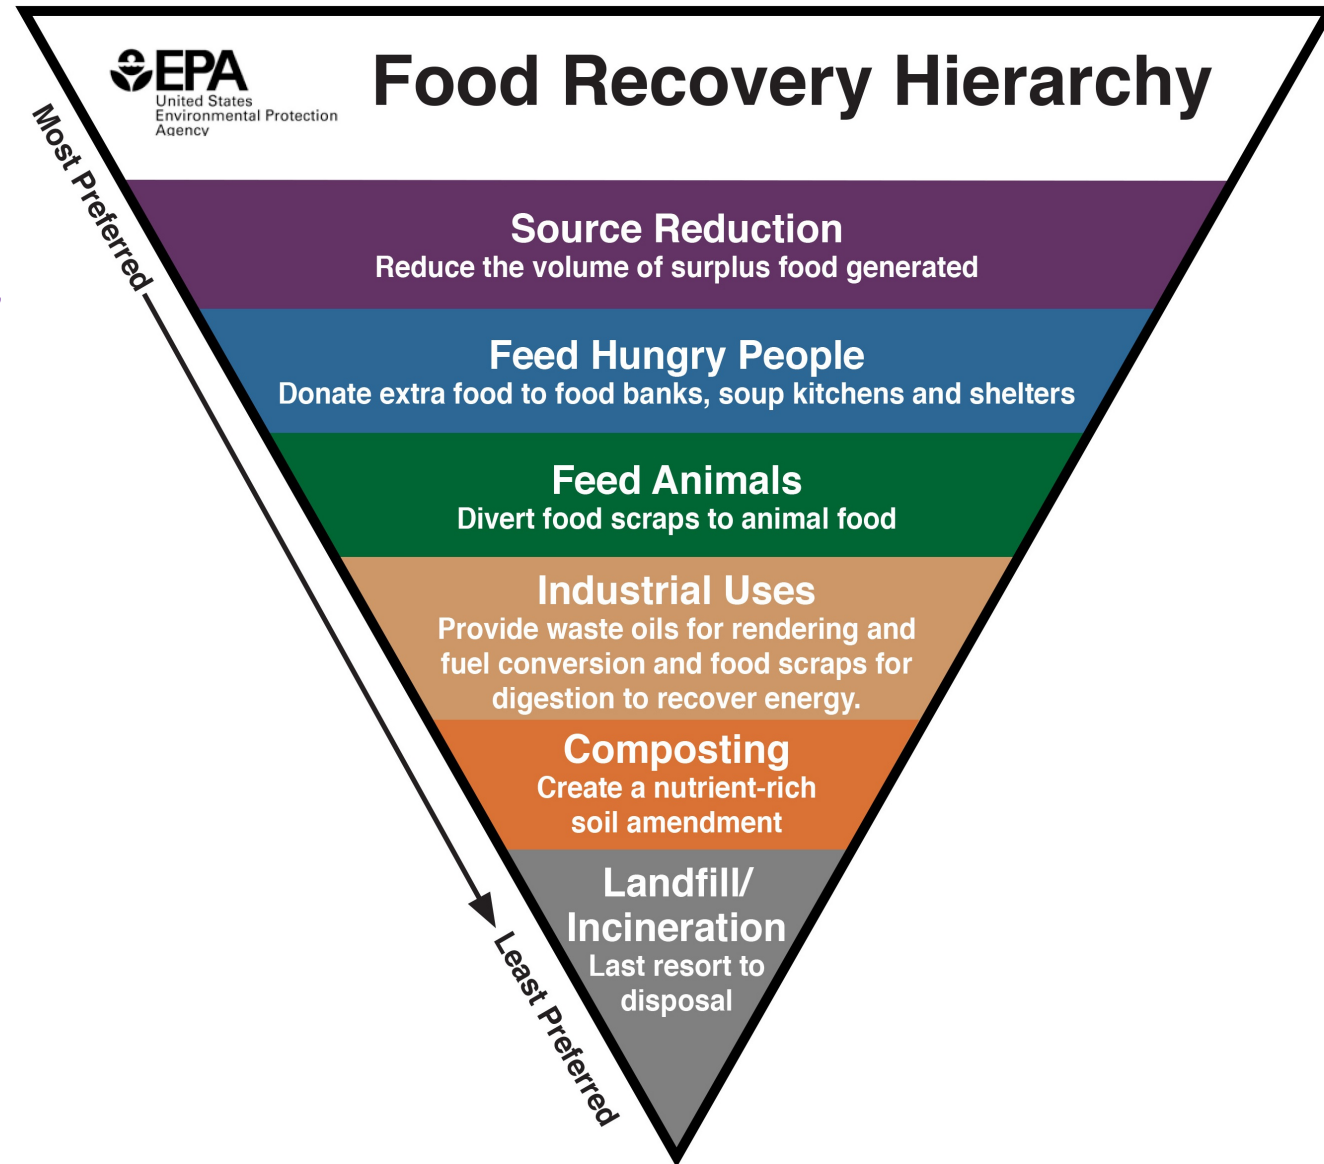 EPA
United States
Environmental Protection
Agency
Food Recovery Hierarchy
Most Preferred
Source Reduction
Reduce the volume of surplus food generated
Feed Hungry People
Donate extra food to food banks, soup kitchens and shelters
Feed Animals
Divert food scraps to animal food
Industrial Uses
Provide waste oils for rendering and
fuel conversion and food scraps for
digestion to recover energy.
Composting
Create a nutrient-rich
soil amendment
Landfill/
Incineration
Last resort to
disposal
Least Preferred